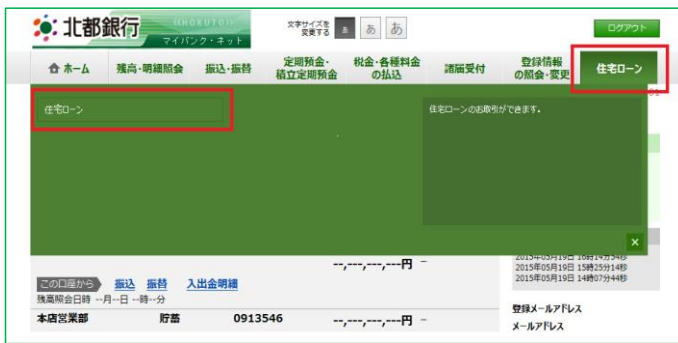 北都銀行
《《HOKUTO》》
マイバンク・ネット
文字サイズを
変更する
あ
あ
あ
ログアウト
ホーム
残高・明細照会
振込・振替
定期預金・
積立定期預金
税金・各種料金
の払込
諸届受付
登録情報
の照会・変更
住宅ローン
住宅ローン
住宅ローンのお取引ができます。
×
--,---,---,---円 -
2015年05月19日 16時14分54秒
2015年05月19日 15時25分14秒
2015年05月19日 14時07分44秒
この口座から
振込
振替
入出金明細
残高照会日時 --月--日 --時--分
本店営業部
貯蓄
0913546
--,---,---,---円 -
登録メールアドレス
メールアドレス